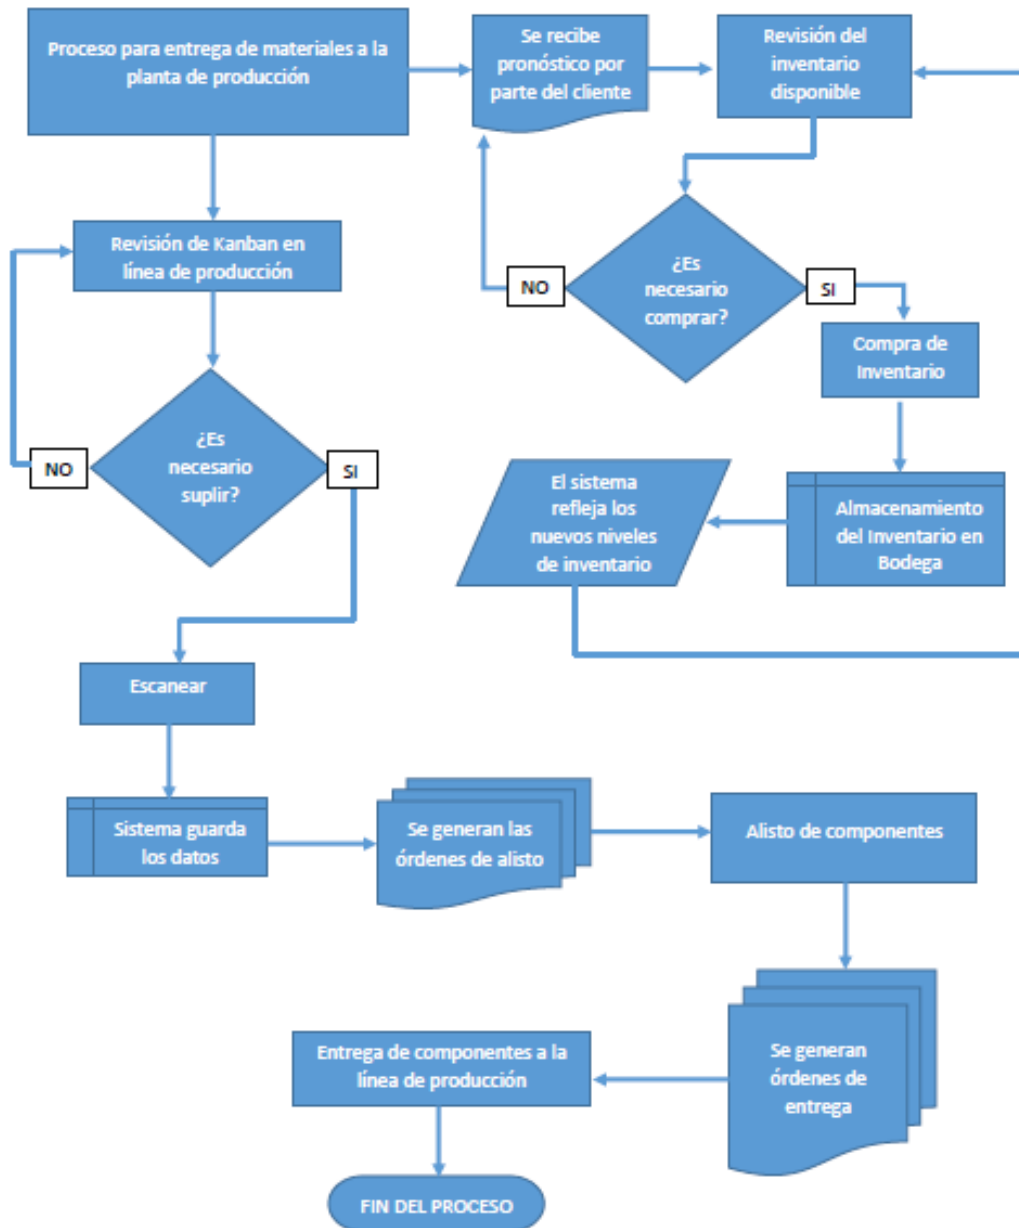 Proceso para entrega de materiales a la
planta de producción
Se recibe
pronóstico por
parte del cliente
Revisión del
inventario
disponible
Revisión de Kanban en
línea de producción
¿Es
necesario
comprar?
NO
SI
Compra de
Inventario
¿Es
necesario
suplir?
NO
SI
El sistema
refleja los
nuevos niveles
de inventario
Almacenamiento
del Inventario en
Bodega
Escanear
Sistema guarda
los datos
Se generan las
órdenes de alisto
Alisto de componentes
Se generan
órdenes de
entrega
Entrega de componentes a la
línea de producción
FIN DEL PROCESO